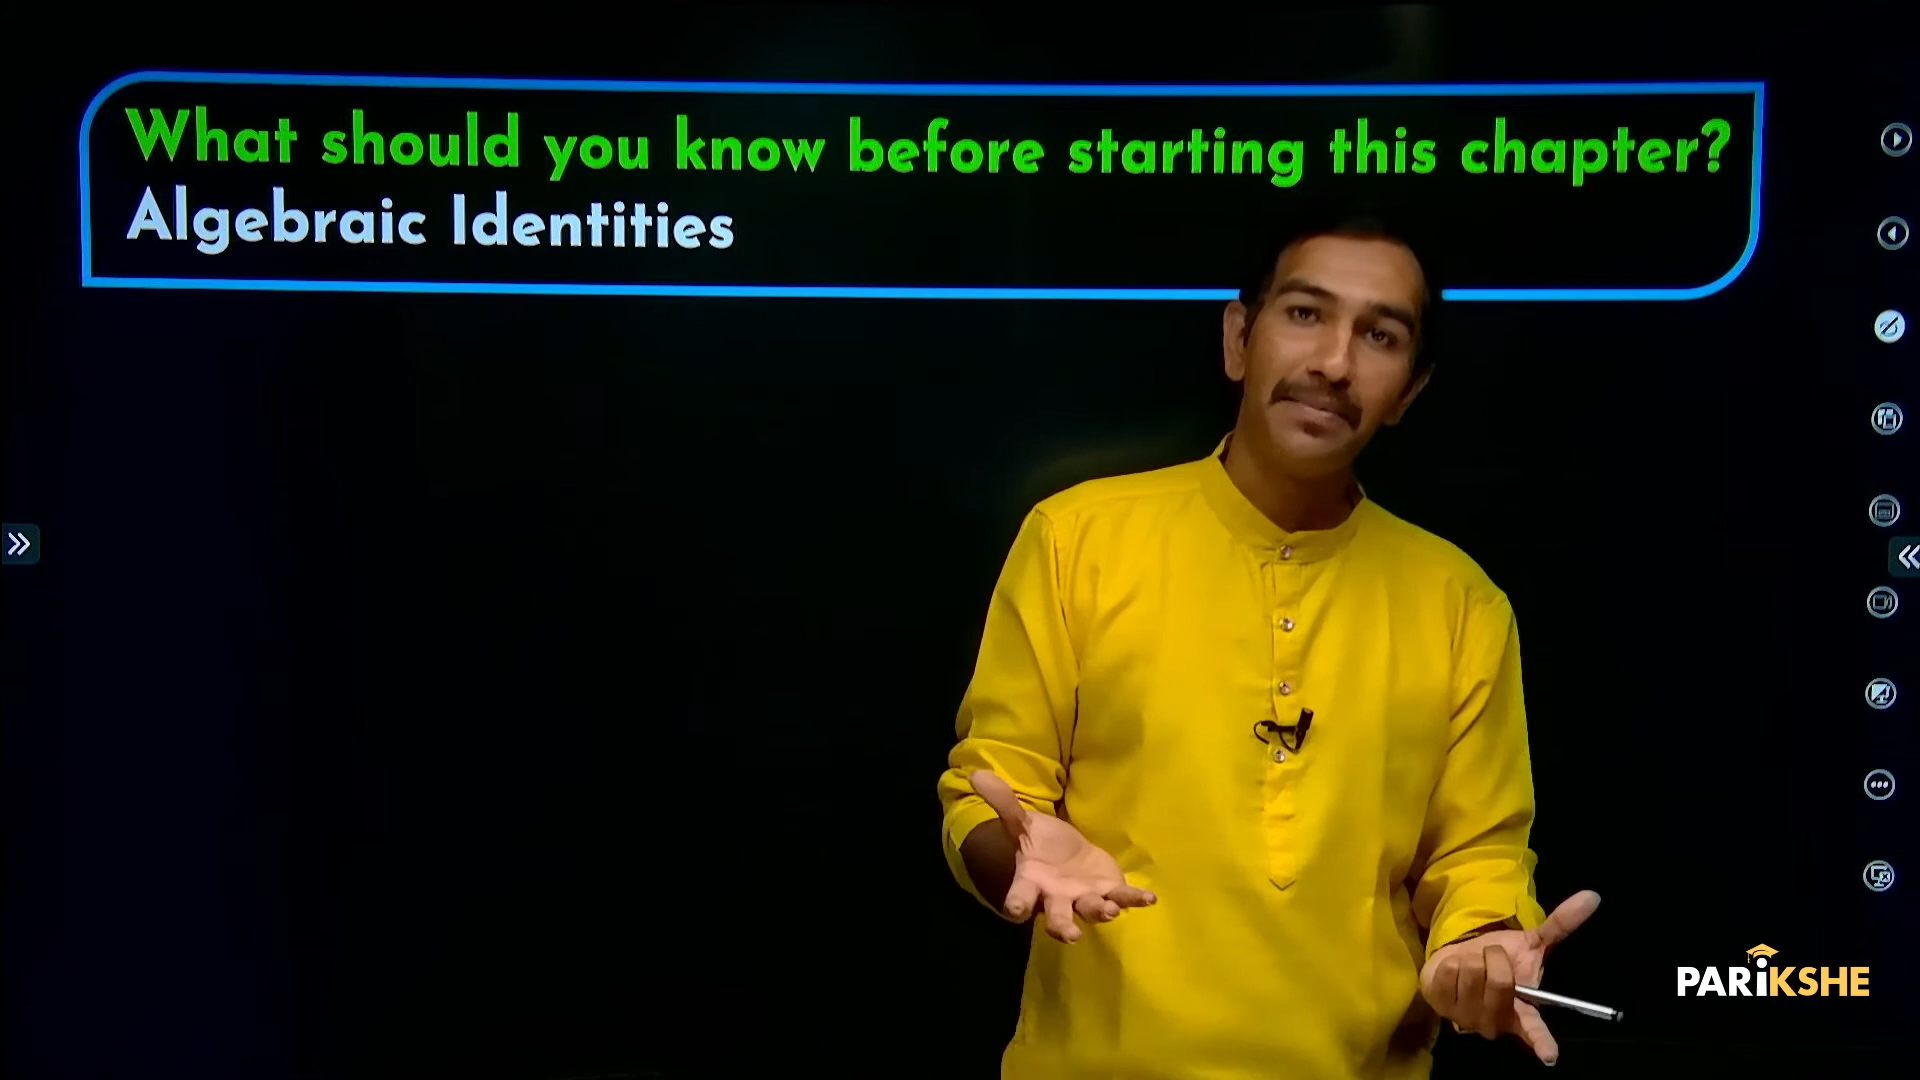 What should you know before starting this chapter?
Algebraic Identities
PARiKSHE